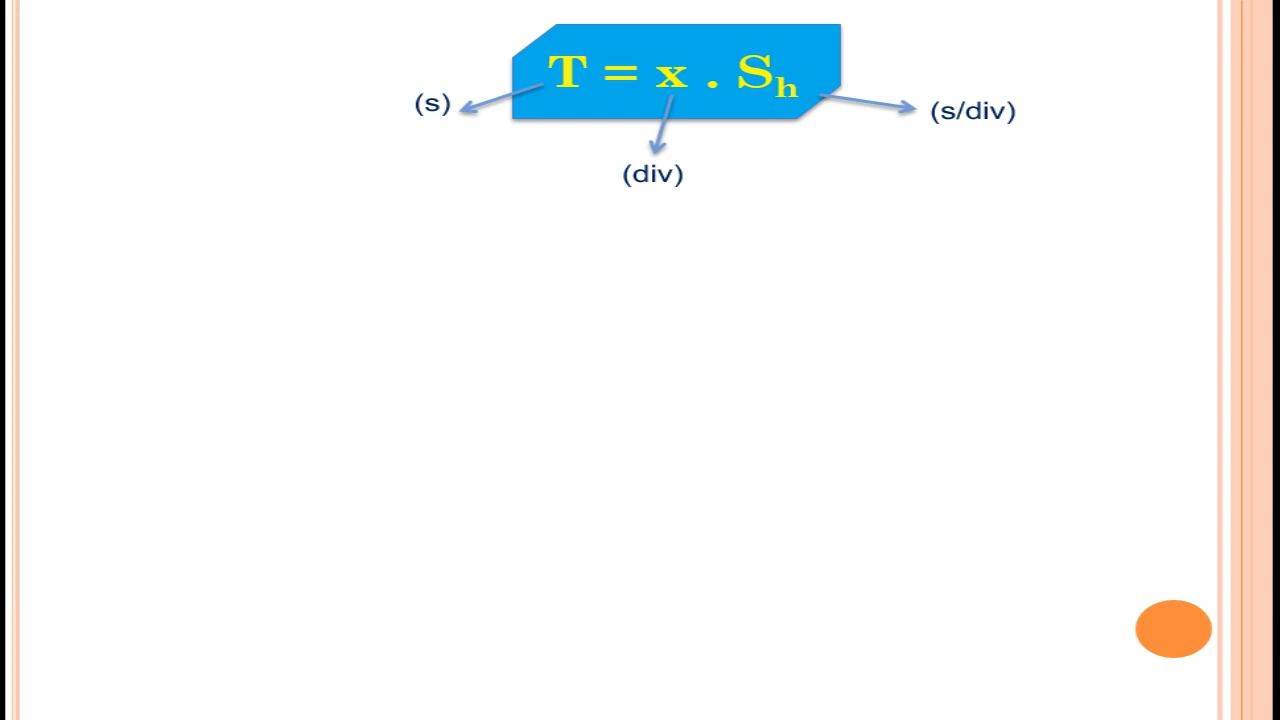 T = x . Sh
(s)
(s/div)
(div)